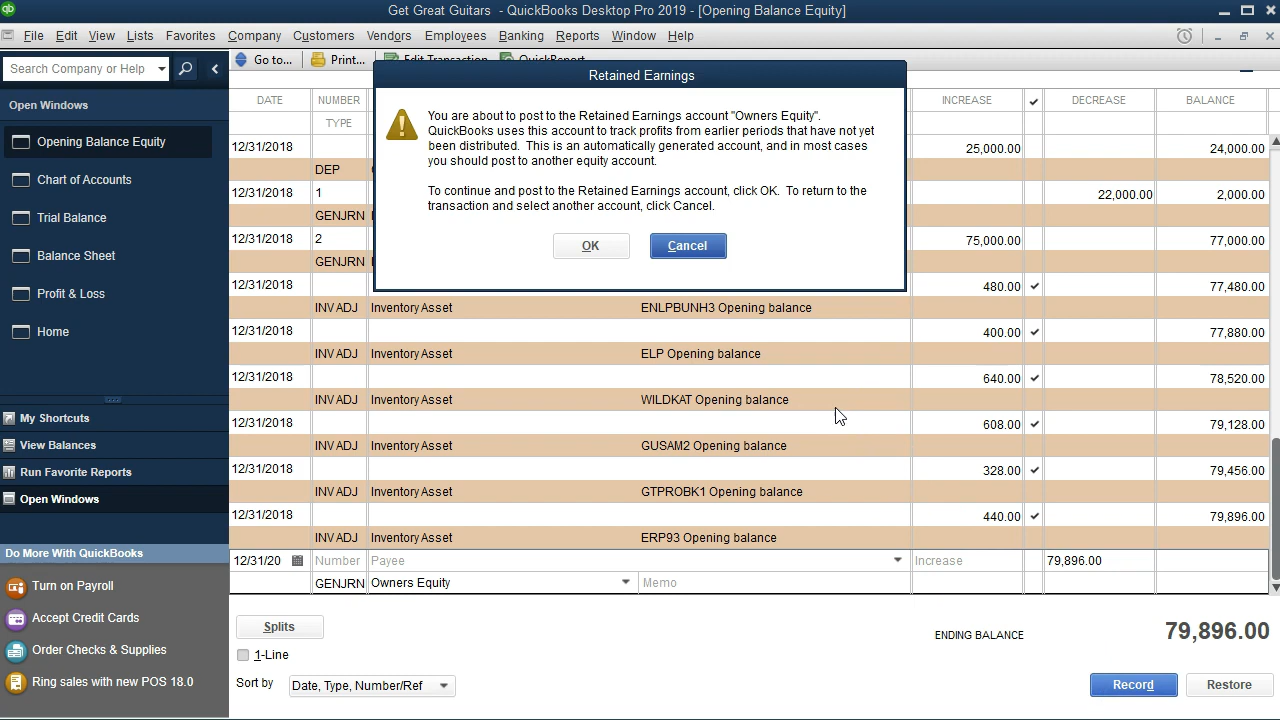 Get Great Guitars - QuickBooks Desktop Pro 2019 - [Opening Balance Equity]
File Edit View Lists Favorites Company Customers Vendors Employees Banking Reports Window Help
Search Company or Help
Go to... Print... Edit Transaction QuickReport
Open Windows
Opening Balance Equity
Chart of Accounts
Trial Balance
Balance Sheet
Profit & Loss
Home
My Shortcuts
View Balances
Run Favorite Reports
Open Windows
Do More With QuickBooks
Turn on Payroll
Accept Credit Cards
Order Checks & Supplies
Ring sales with new POS 18.0
Retained Earnings
You are about to post to the Retained Earnings account "Owners Equity".
QuickBooks uses this account to track profits from earlier periods that have not yet
been distributed. This is an automatically generated account, and in most cases
you should post to another equity account.
To continue and post to the Retained Earnings account, click OK. To return to the
transaction and select another account, click Cancel.
OK Cancel
DATE NUMBER INCREASE ✓ DECREASE BALANCE
TYPE
12/31/2018 25,000.00 24,000.00
DEP
12/31/2018 1 22,000.00 2,000.00
GENJRN
12/31/2018 2 75,000.00 77,000.00
GENJRN
12/31/2018 480.00 ✓ 77,480.00
INV ADJ Inventory Asset ENLPBUNH3 Opening balance
12/31/2018 400.00 ✓ 77,880.00
INV ADJ Inventory Asset ELP Opening balance
12/31/2018 640.00 ✓ 78,520.00
INV ADJ Inventory Asset WILDKAT Opening balance
12/31/2018 608.00 ✓ 79,128.00
INV ADJ Inventory Asset GUSAM2 Opening balance
12/31/2018 328.00 ✓ 79,456.00
INV ADJ Inventory Asset GTPROBK1 Opening balance
12/31/2018 440.00 ✓ 79,896.00
INV ADJ Inventory Asset ERP93 Opening balance
12/31/20 Number Payee Increase 79,896.00
GENJRN Owners Equity Memo
Splits
1-Line
Sort by Date, Type, Number/Ref
ENDING BALANCE 79,896.00
Record Restore